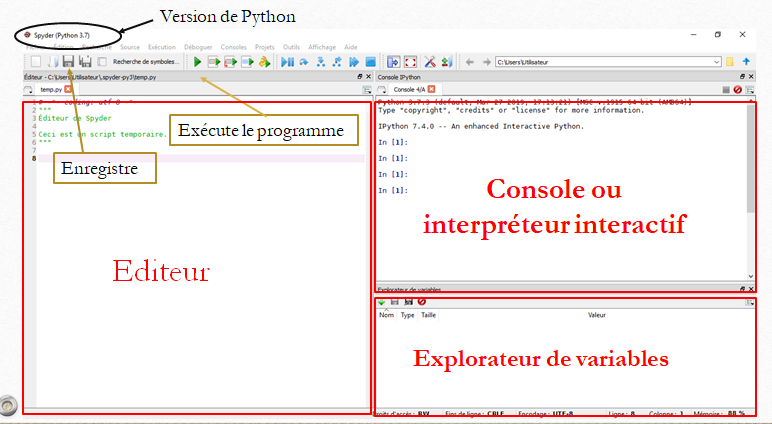 Version de Python
Spyder (Python 3.7)
Édition Recherche Source Exécution Déboguer Consoles Projets Outils Affichage Aide
Recherche de symboles...
C:\Users\Utilisateur
Éditeur - C:\Users\Utilisateur\.spyder-py3\temp.py
temp.py
1 # -*- coding: utf-8 -*-
2 """
3 Éditeur de Spyder
4
5 Ceci est un script temporaire.
6 """
7
8
Exécute le programme
Enregistre
Editeur
Console IPython
Console 4/A
Python 3.7.3 (default, Mar 27 2019, 17:13:21) [MSC v.1915 64 bit (AMD64)]
Type "copyright", "credits" or "license" for more information.
IPython 7.4.0 -- An enhanced Interactive Python.
In [1]:
In [1]:
In [1]:
In [1]:
Console ou
interpréteur interactif
Explorateur de variables
Nom Type Taille Valeur
Explorateur de variables
Droits d'accès : RW Fins de ligne : CRLF Encodage : UTF-8 Ligne : 8 Colonne : 1 Mémoire : 88 %